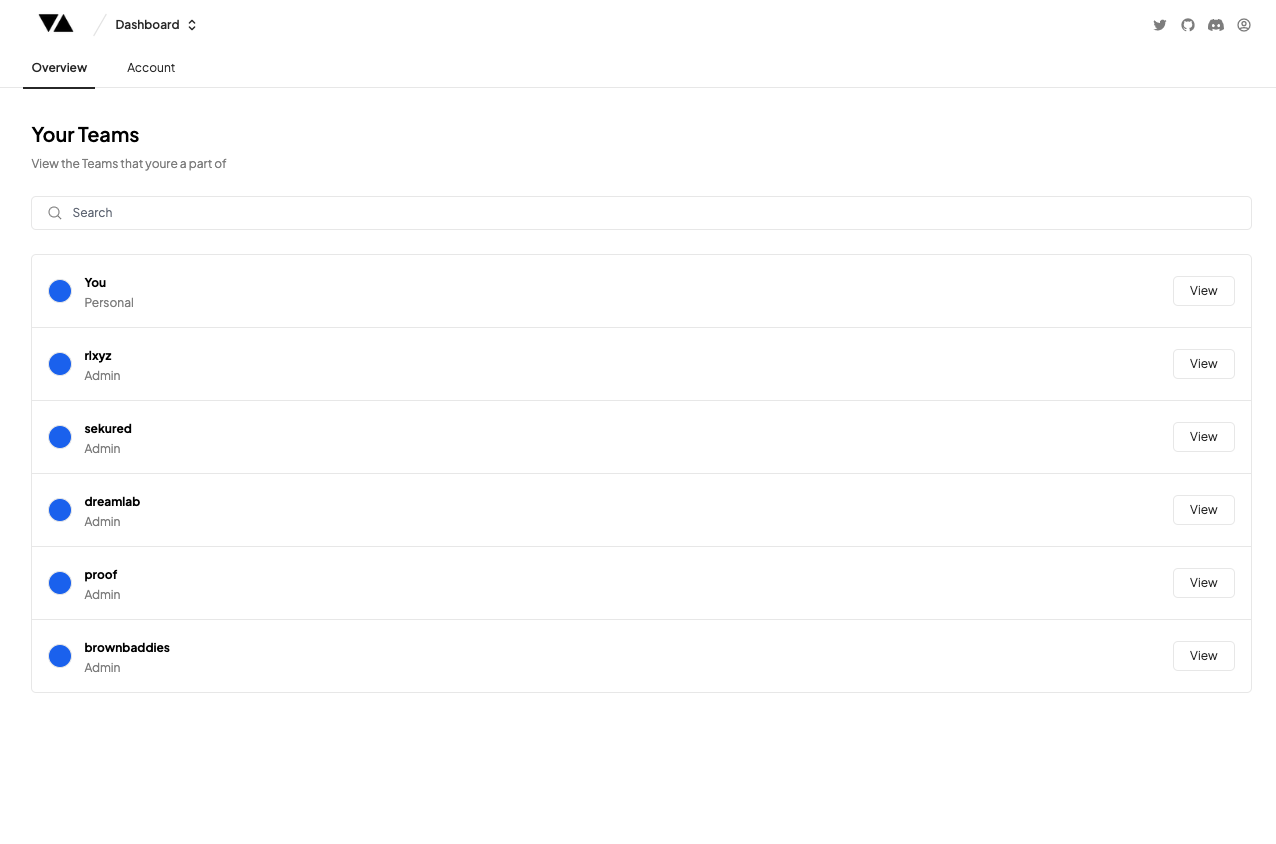 Dashboard
Overview Account
Your Teams
View the Teams that youre a part of
Search
You
Personal
View
rlxyz
Admin
View
sekured
Admin
View
dreamlab
Admin
View
proof
Admin
View
brownbaddies
Admin
View